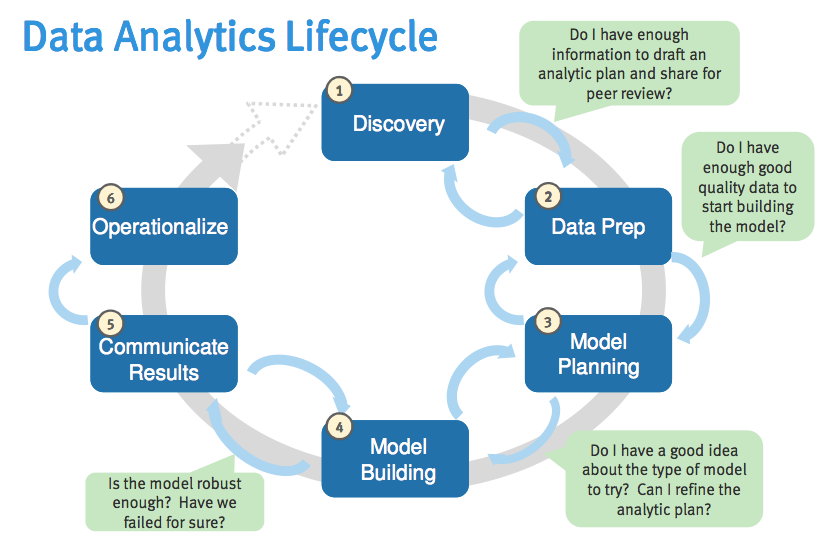 Data Analytics Lifecycle
Do I have enough
information to draft an
analytic plan and share for
peer review?
1
Discovery
Do I have
enough good
quality data to
start building
the model?
6
Operationalize
2
Data Prep
5
Communicate
Results
3
Model
Planning
4
Model
Building
Do I have a good idea
about the type of model
to try? Can I refine the
analytic plan?
Is the model robust
enough? Have we
failed for sure?